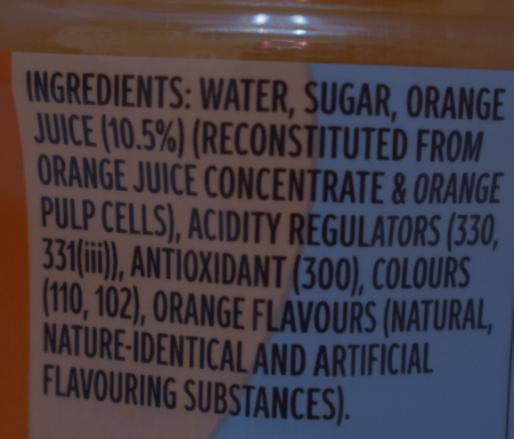 INGREDIENTS: WATER, SUGAR, ORANGE
JUICE (10.5%) (RECONSTITUTED FROM
ORANGE JUICE CONCENTRATE & ORANGE
PULP CELLS), ACIDITY REGULATORS (330,
331(iii)), ANTIOXIDANT (300), COLOURS
(110, 102), ORANGE FLAVOURS (NATURAL,
NATURE-IDENTICAL AND ARTIFICIAL
FLAVOURING SUBSTANCES).